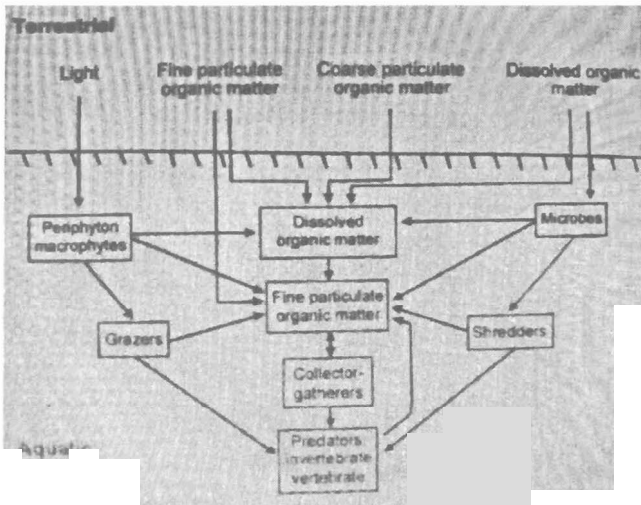 Terrestrial
Light
Fine particulate
organic matter
Coarse particulate
organic matter
Dissolved organic
matter
Periphyton
macrophytes
Dissolved
organic matter
Microbes
Fine particulate
organic matter
Grazers
Shredders
Collector-
gatherers
Predators
invertebrate
vertebrate
Aquatic